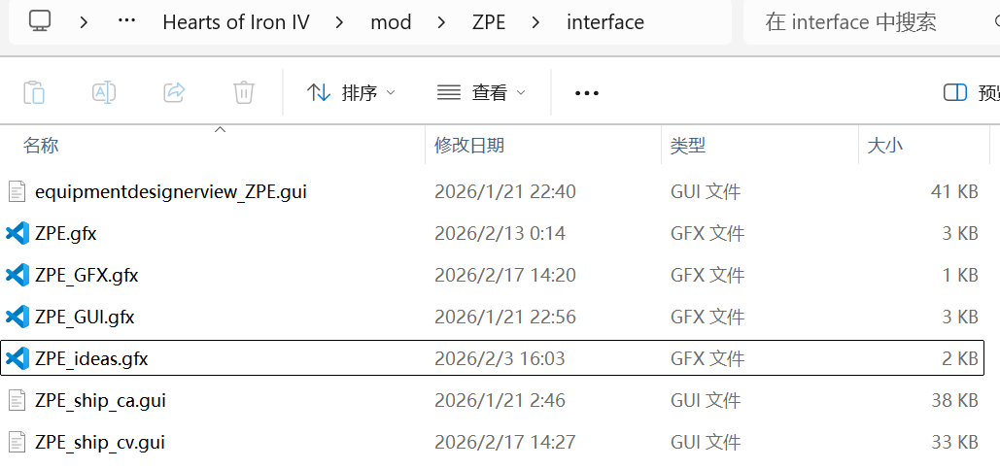 Hearts of Iron IV mod ZPE interface 在 interface 中搜索
排序 查看
名称 修改日期 类型 大小
equipmentdesignerview_ZPE.gui 2026/1/21 22:40 GUI 文件 41 KB
ZPE.gfx 2026/2/13 0:14 GFX 文件 3 KB
ZPE_GFX.gfx 2026/2/17 14:20 GFX 文件 1 KB
ZPE_GUI.gfx 2026/1/21 22:56 GFX 文件 3 KB
ZPE_ideas.gfx 2026/2/3 16:03 GFX 文件 2 KB
ZPE_ship_ca.gui 2026/1/21 2:46 GUI 文件 38 KB
ZPE_ship_cv.gui 2026/2/17 14:27 GUI 文件 33 KB